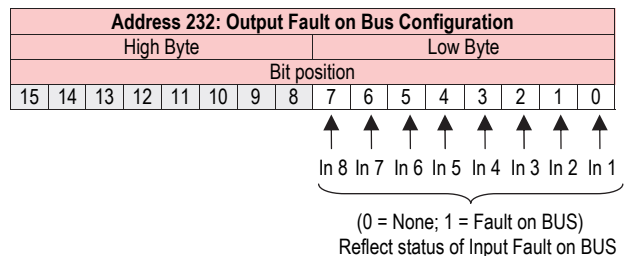 Address 232: Output Fault on Bus Configuration
High Byte Low Byte
Bit position
15 14 13 12 11 10 9 8 7 6 5 4 3 2 1 0
In 8 In 7 In 6 In 5 In 4 In 3 In 2 In 1
(0 = None; 1 = Fault on BUS)
Reflect status of Input Fault on BUS